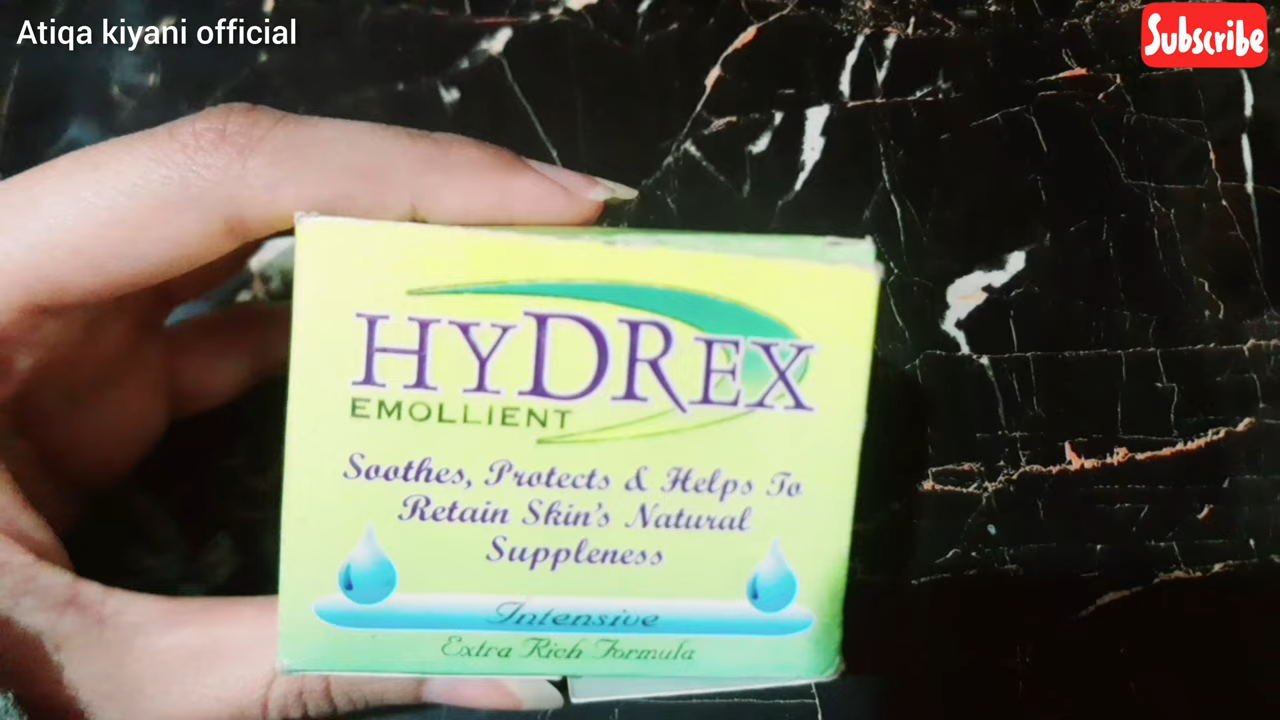 Atiqa kiyani official
Subscribe
HYDREX
EMOLLIENT
Soothes, Protects & Helps To
Retain Skin's Natural
Suppleness
Intensive
Extra Rich Formula